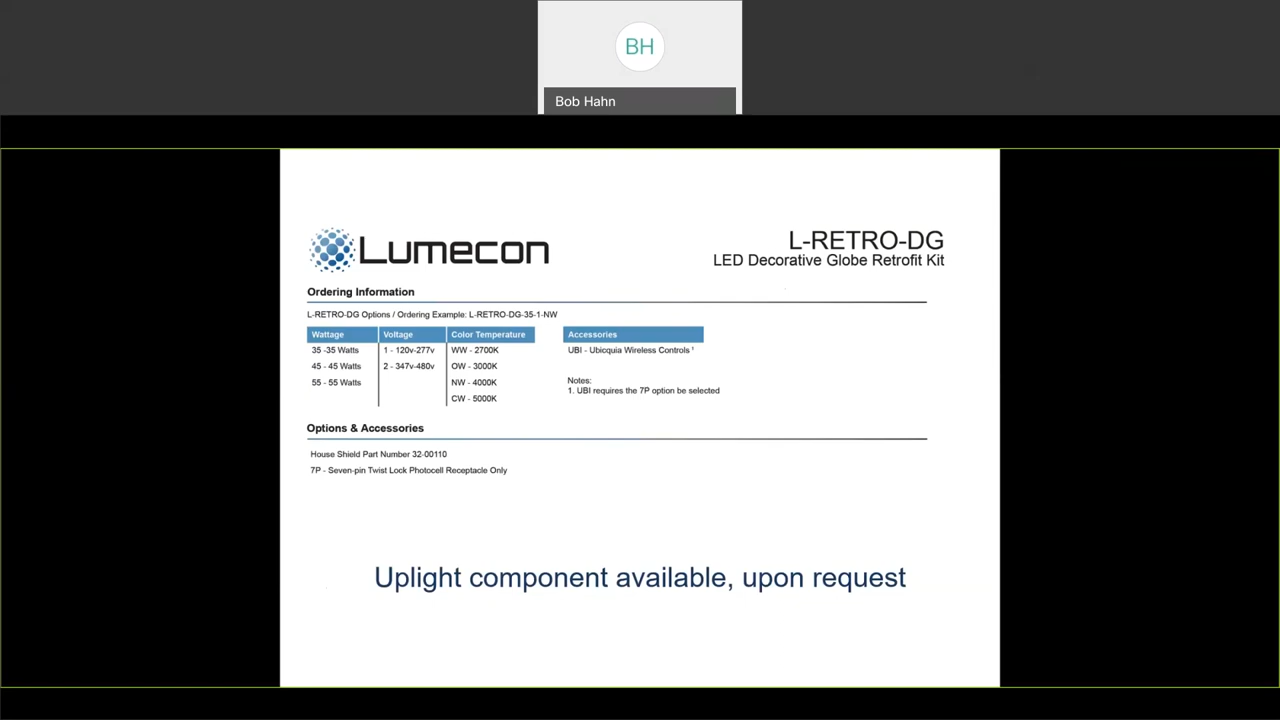 BH
Bob Hahn
Lumecon
L-RETRO-DG
LED Decorative Globe Retrofit Kit
Ordering Information
L-RETRO-DG Options / Ordering Example: L-RETRO-DG-35-1-NW
Wattage Voltage Color Temperature Accessories
35 -35 Watts 1 - 120v-277v WW - 2700K UBI - Ubicquia Wireless Controls ¹
45 - 45 Watts 2 - 347v-480v OW - 3000K
55 - 55 Watts NW - 4000K Notes:
1. UBI requires the 7P option be selected
CW - 5000K
Options & Accessories
House Shield Part Number 32-00110
7P - Seven-pin Twist Lock Photocell Receptacle Only
Uplight component available, upon request